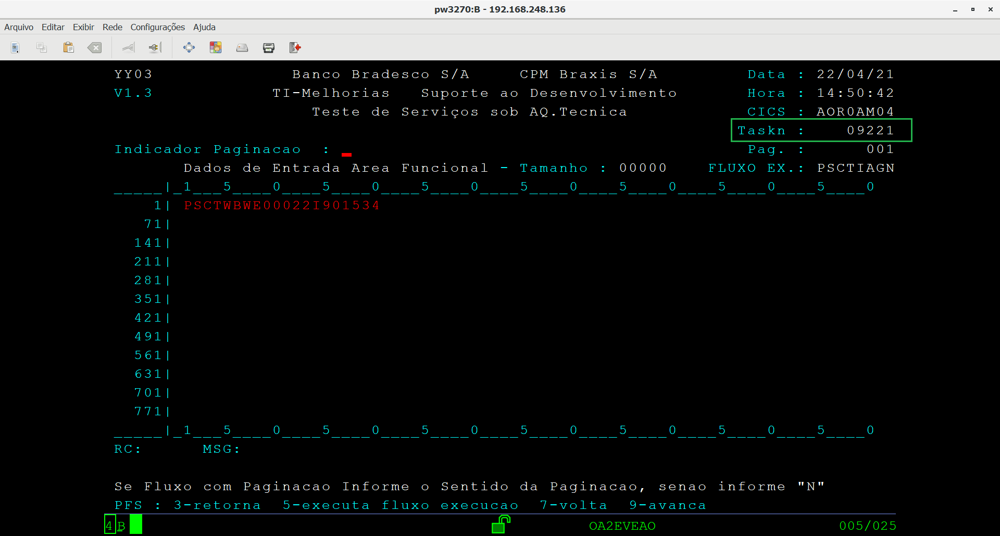 pw3270:B - 192.168.248.136
Arquivo Editar Exibir Rede Configurações Ajuda
YY03 Banco Bradesco S/A CPM Braxis S/A Data : 22/04/21
V1.3 TI-Melhorias Suporte ao Desenvolvimento Hora : 14:50:42
Teste de Serviços sob AQ.Tecnica CICS : AOR0AM04
Taskn : 09221
Indicador Paginacao : _ Pag. : 001
Dados de Entrada Area Funcional - Tamanho : 00000 FLUXO EX.: PSCTIAGN
_____|_1___5____0____5____0____5____0____5____0____5____0____5____0____5____0
1| PSCTWBWE00022I901534
71|
141|
211|
281|
351|
421|
491|
561|
631|
701|
771|
_____|_1___5____0____5____0____5____0____5____0____5____0____5____0____5____0
RC: MSG:
Se Fluxo com Paginacao Informe o Sentido da Paginacao, senao informe "N"
PFS : 3-retorna 5-executa fluxo execucao 7-volta 9-avanca
4 B OA2EVEAO 005/025